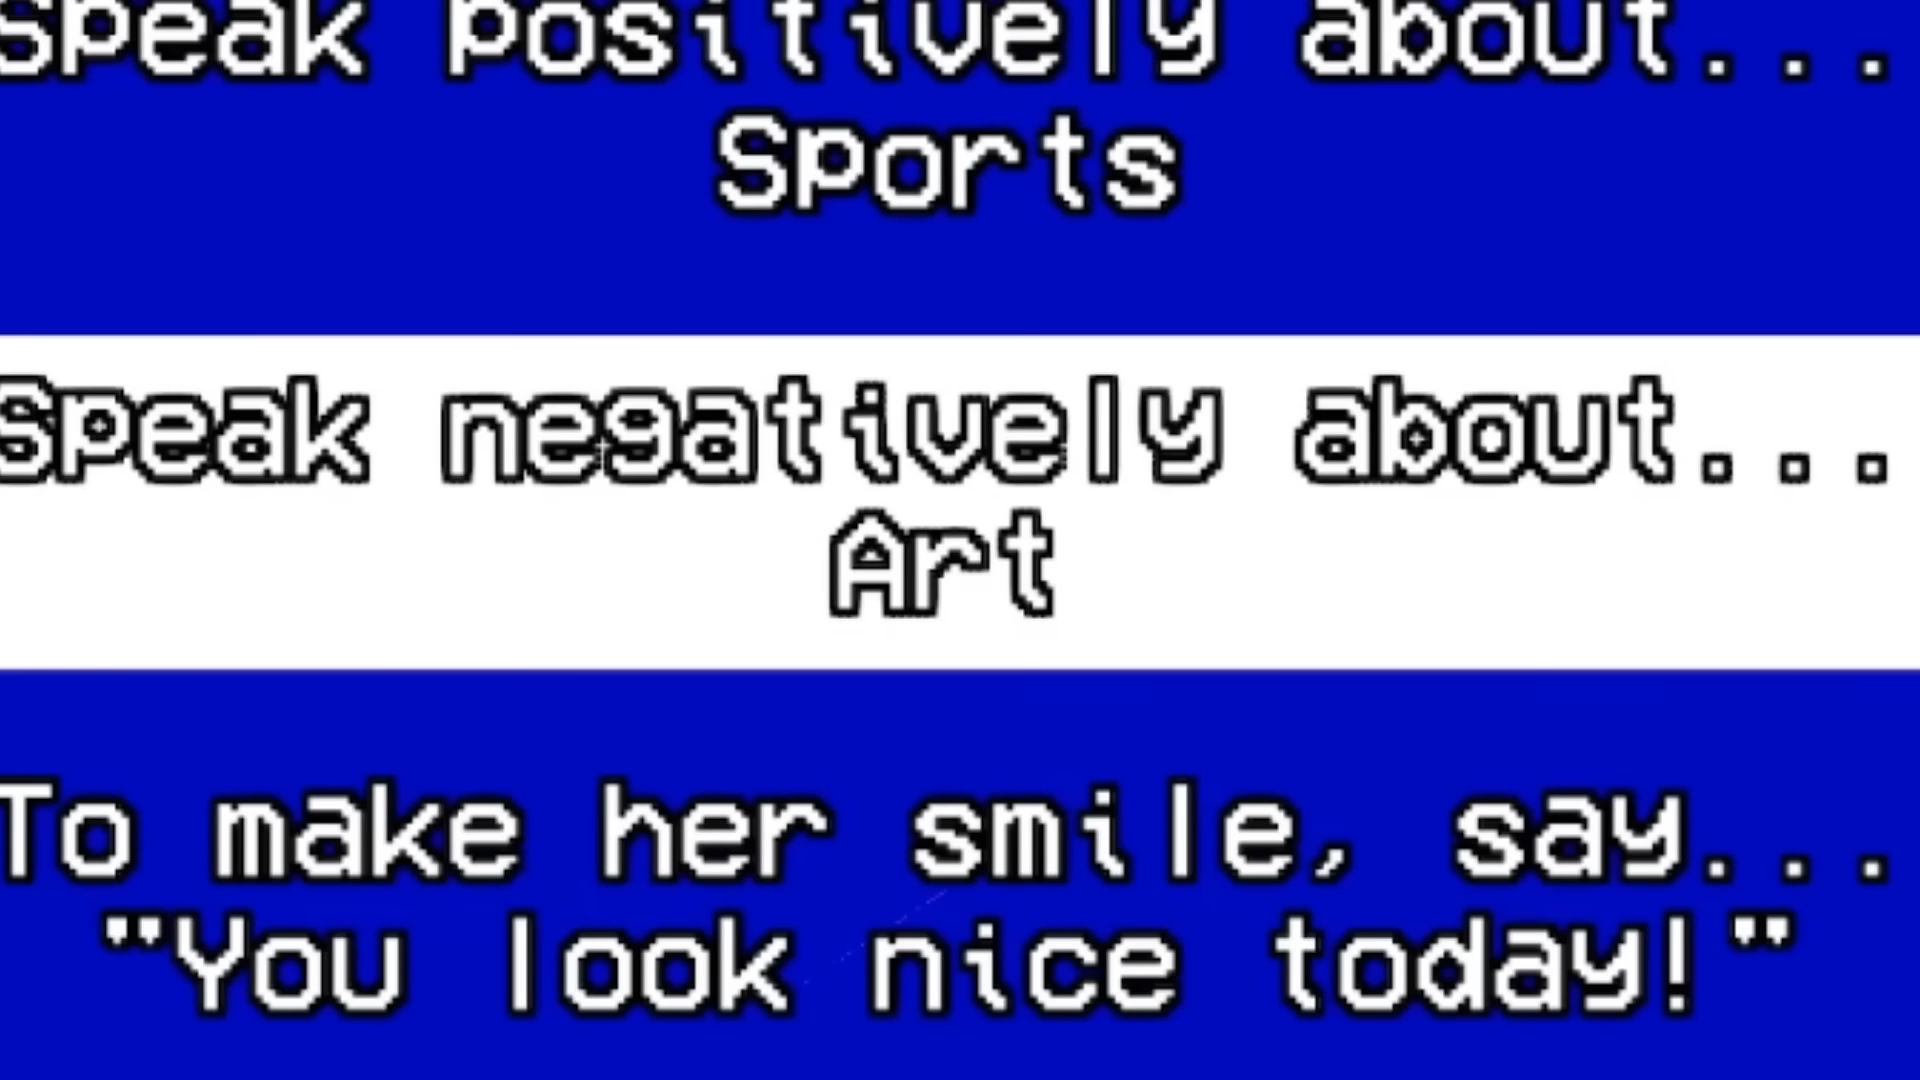 Speak positively about...
Sports
Speak negatively about...
Art
To make her smile, say...
"You look nice today!"